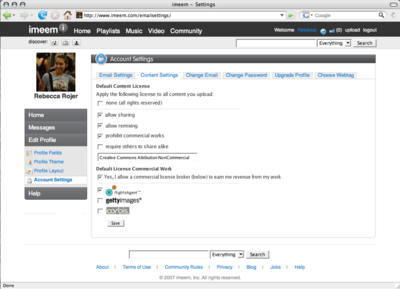 imeem - Settings
http://www.imeem.com/emailsettings/
Google
imeem Home Playlists Music Video Community
Welcome Rebecca (0) upload logout
discover:
Everything Search
Rebecca Rojer
Home
Messages
Edit Profile
Profile Fields
Profile Theme
Profile Layout
Account Settings
Help
Account Settings
Email Settings Content Settings Change Email Change Password Upgrade Profile Choose Webtag
Default Content License
Apply the following license to all content you upload:
none (all rights reserved)
allow sharing
allow remixing
prohibit commercial works
require others to share alike
Creative Commons Attribution-NonCommercial
Default License Commercial Work
Yes, I allow a commercial license broker (below) to earn me revenue from my work
RightsAgent
gettyimages
corbis
Save
Everything Search
About | Terms of Use | Community Rules | Privacy | Blog | Jobs | Help
© 2007 imeem, Inc. All rights reserved.
Done